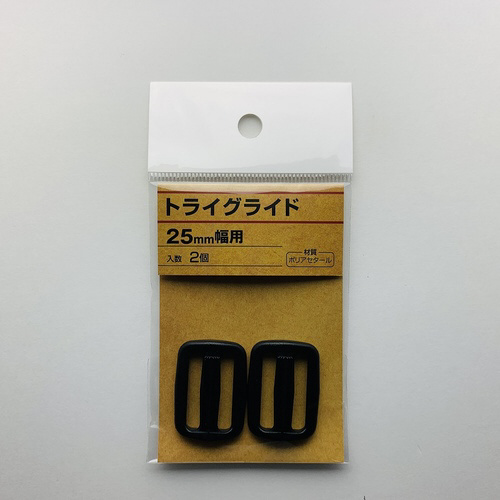 トライグライド
25mm幅用
入数 2個
材質
ポリアセタール